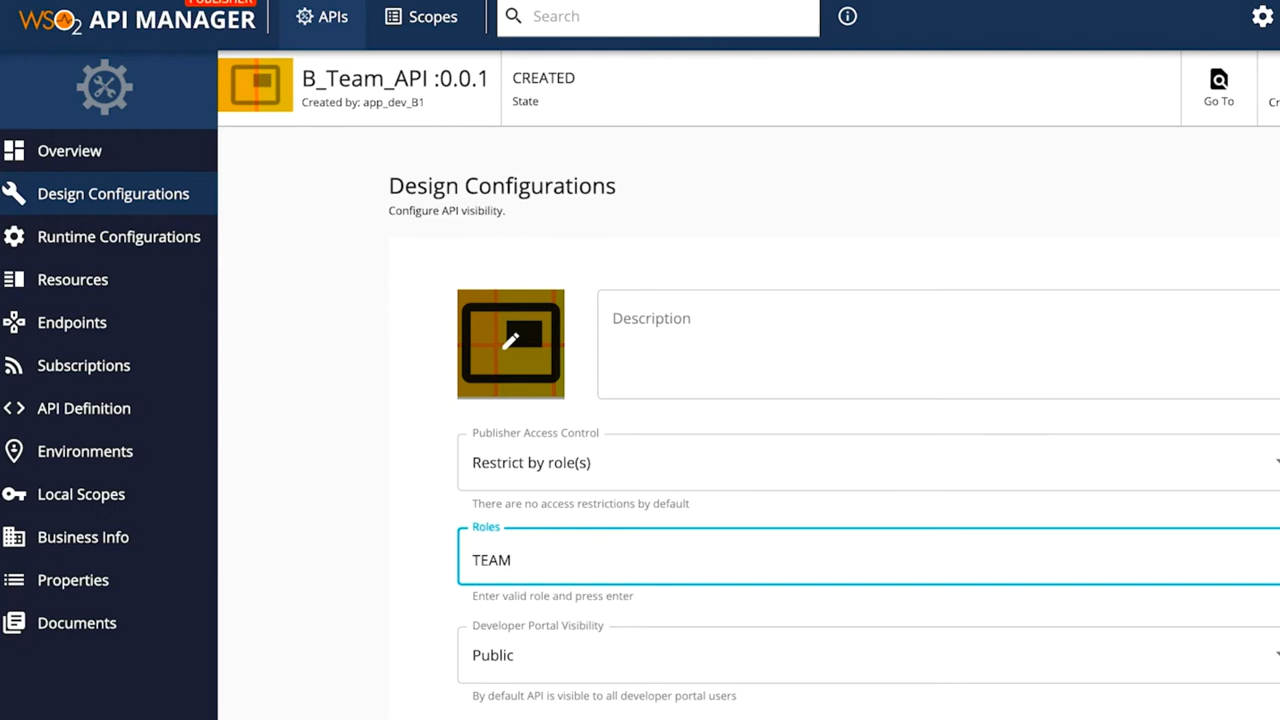 PUBLISHER
WSO2 API MANAGER
APIs
Scopes
Search
B_Team_API :0.0.1
Created by: app_dev_B1
CREATED
State
Go To
Cr
Overview
Design Configurations
Runtime Configurations
Resources
Endpoints
Subscriptions
API Definition
Environments
Local Scopes
Business Info
Properties
Documents
Design Configurations
Configure API visibility.
Description
Publisher Access Control
Restrict by role(s)
There are no access restrictions by default
Roles
TEAM
Enter valid role and press enter
Developer Portal Visibility
Public
By default API is visible to all developer portal users